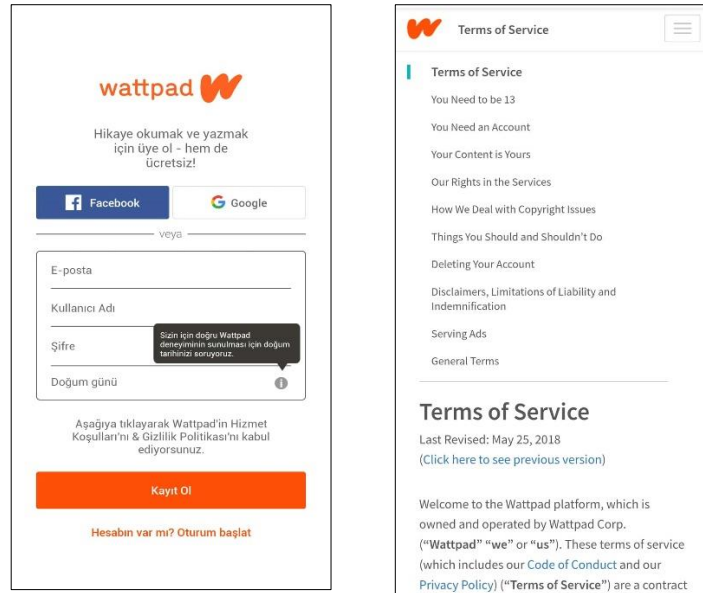 wattpad
Hikaye okumak ve yazmak
için üye ol - hem de
ücretsiz!
Facebook
Google
veya
E-posta
Kullanıcı Adı
Şifre
Sizin için doğru Wattpad
deneyiminin sunulması için doğum
tarihinizi soruyoruz.
Doğum günü
Aşağıya tıklayarak Wattpad'in Hizmet
Koşulları'nı & Gizlilik Politikası'nı kabul
ediyorsunuz.
Kayıt Ol
Hesabın var mı? Oturum başlat
Terms of Service
Terms of Service
You Need to be 13
You Need an Account
Your Content is Yours
Our Rights in the Services
How We Deal with Copyright Issues
Things You Should and Shouldn't Do
Deleting Your Account
Disclaimers, Limitations of Liability and
Indemnification
Serving Ads
General Terms
Terms of Service
Last Revised: May 25, 2018
(Click here to see previous version)
Welcome to the Wattpad platform, which is
owned and operated by Wattpad Corp.
("Wattpad" "we" or "us"). These terms of service
(which includes our Code of Conduct and our
Privacy Policy) ("Terms of Service") are a contract